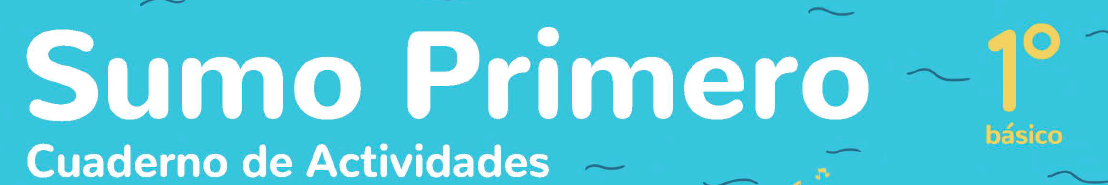 Sumo Primero
1°
básico
Cuaderno de Actividades